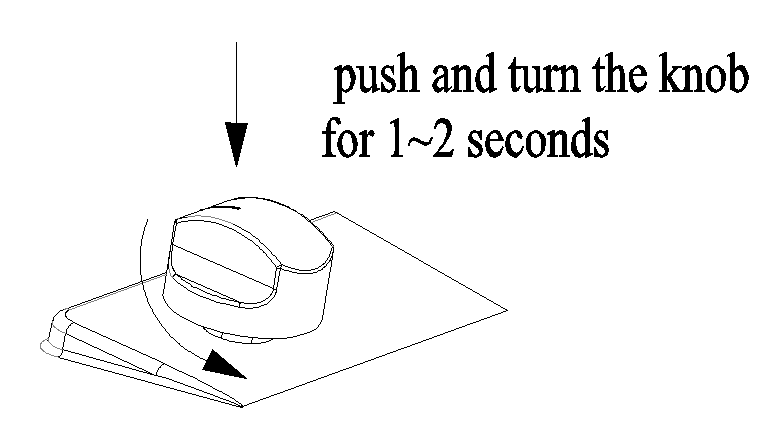 push and turn the knob
for 1~2 seconds